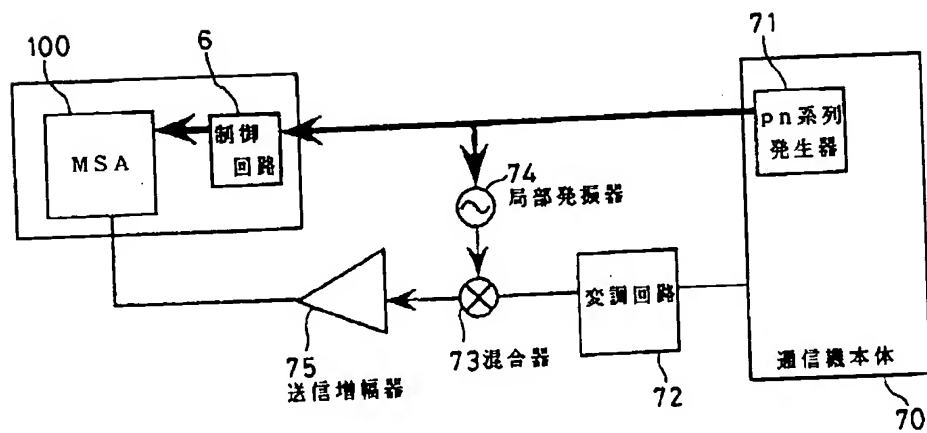 100
6
71
MSA
制御
回路
pn系列
発生器
74
局部発振器
変調回路
75
送信増幅器
73混合器
72
通信機本体
70